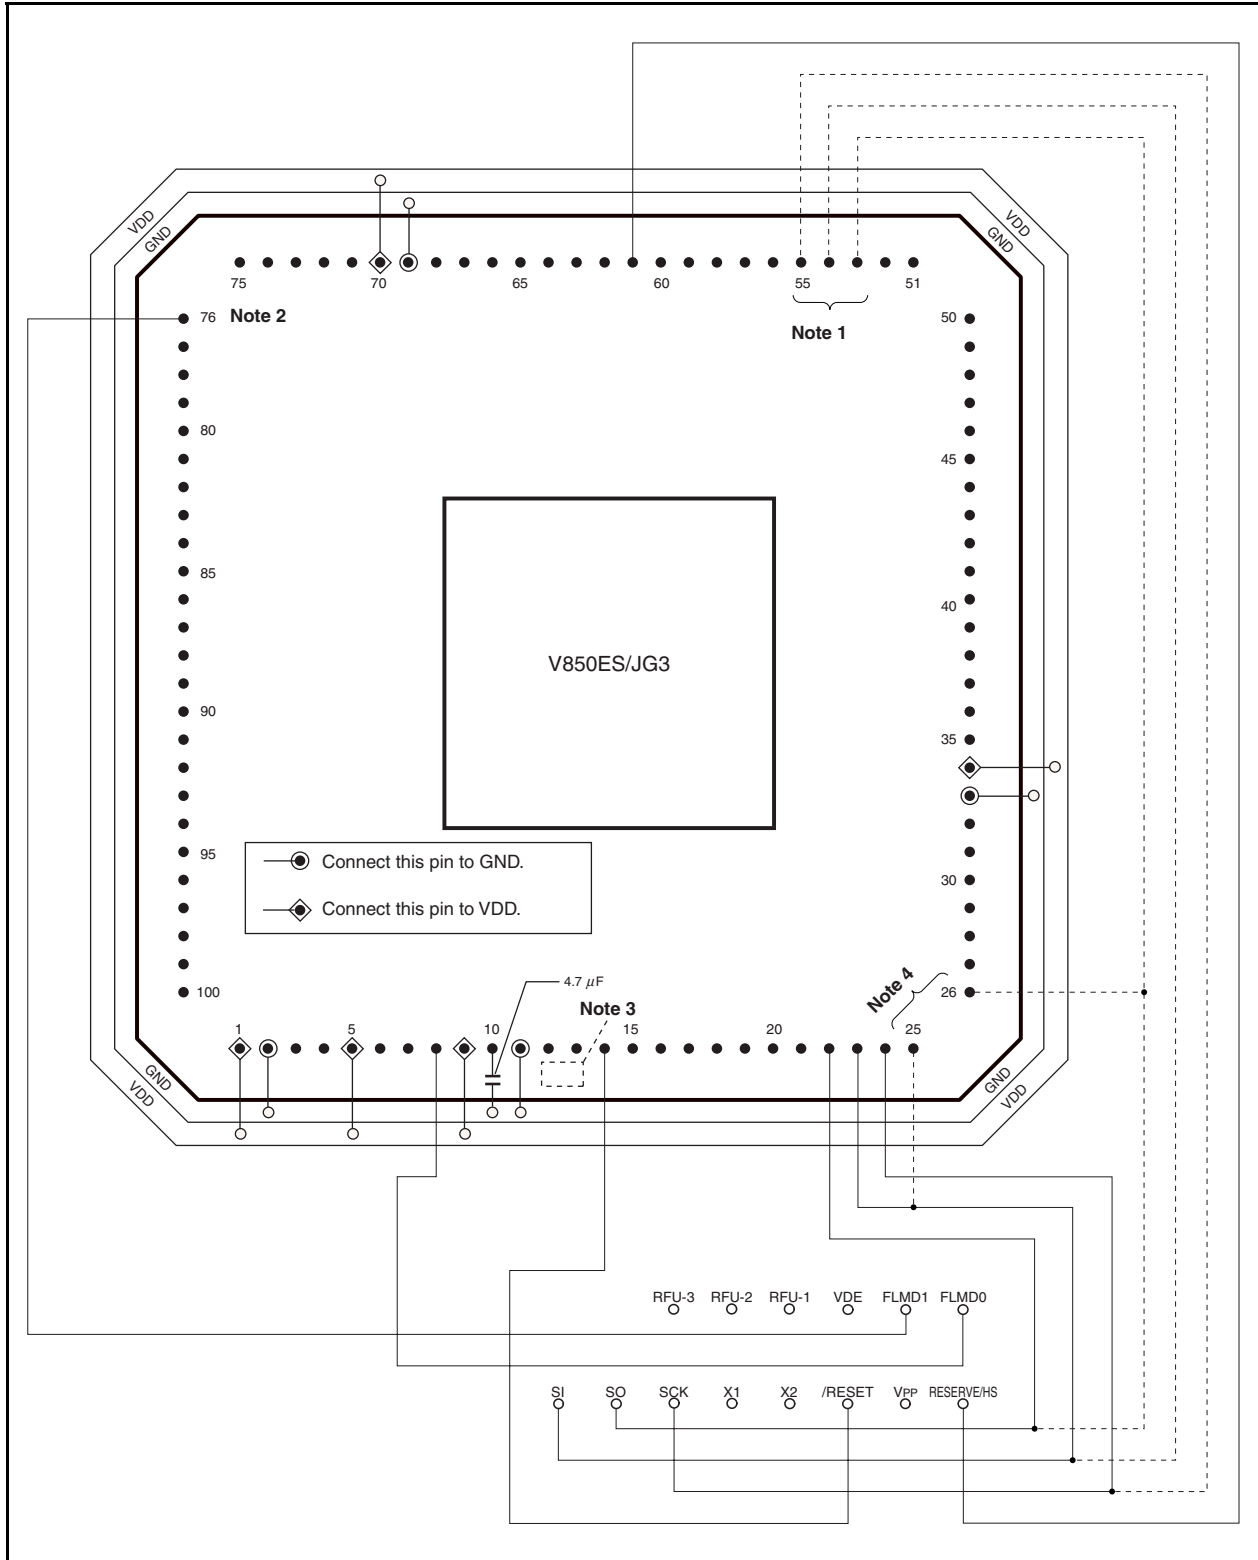 VDD
GND
VDD
GND
75
70
65
60
55
51
Note 1
76
Note 2
50
80
45
85
40
V850ES/JG3
90
35
95
Connect this pin to GND.
Connect this pin to VDD.
30
4.7 μF
Note 4
100
26
Note 3
1
5
10
15
20
25
GND
VDD
GND
VDD
RFU-3 RFU-2 RFU-1 VDE FLMD1 FLMD0
SI SO SCK X1 X2 /RESET VPP RESERVE/HS